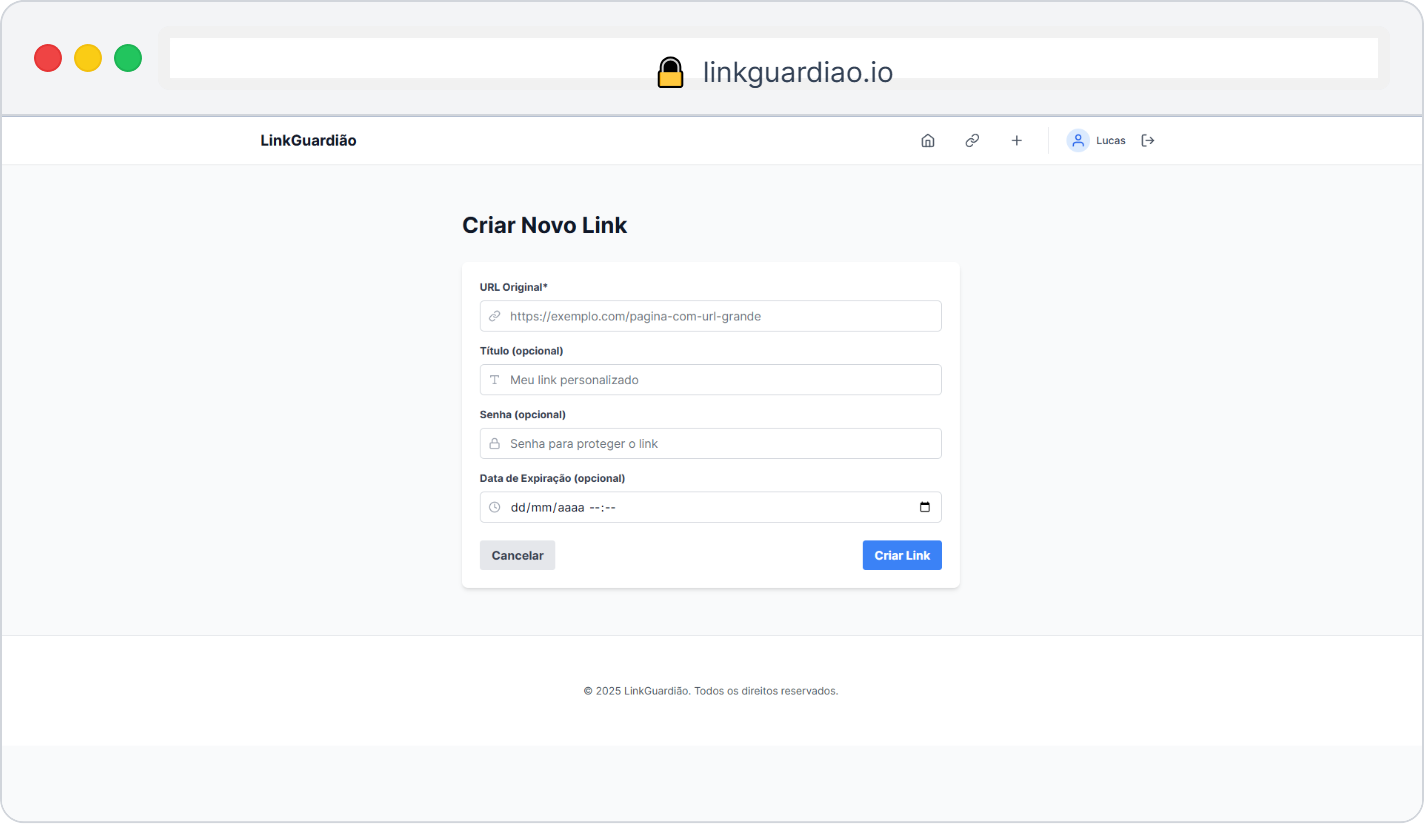 linkguardiao.io
LinkGuardião
Lucas
Criar Novo Link
URL Original*
https://exemplo.com/pagina-com-url-grande
Título (opcional)
Meu link personalizado
Senha (opcional)
Senha para proteger o link
Data de Expiração (opcional)
dd/mm/aaaa --:--
Cancelar
Criar Link
© 2025 LinkGuardião. Todos os direitos reservados.